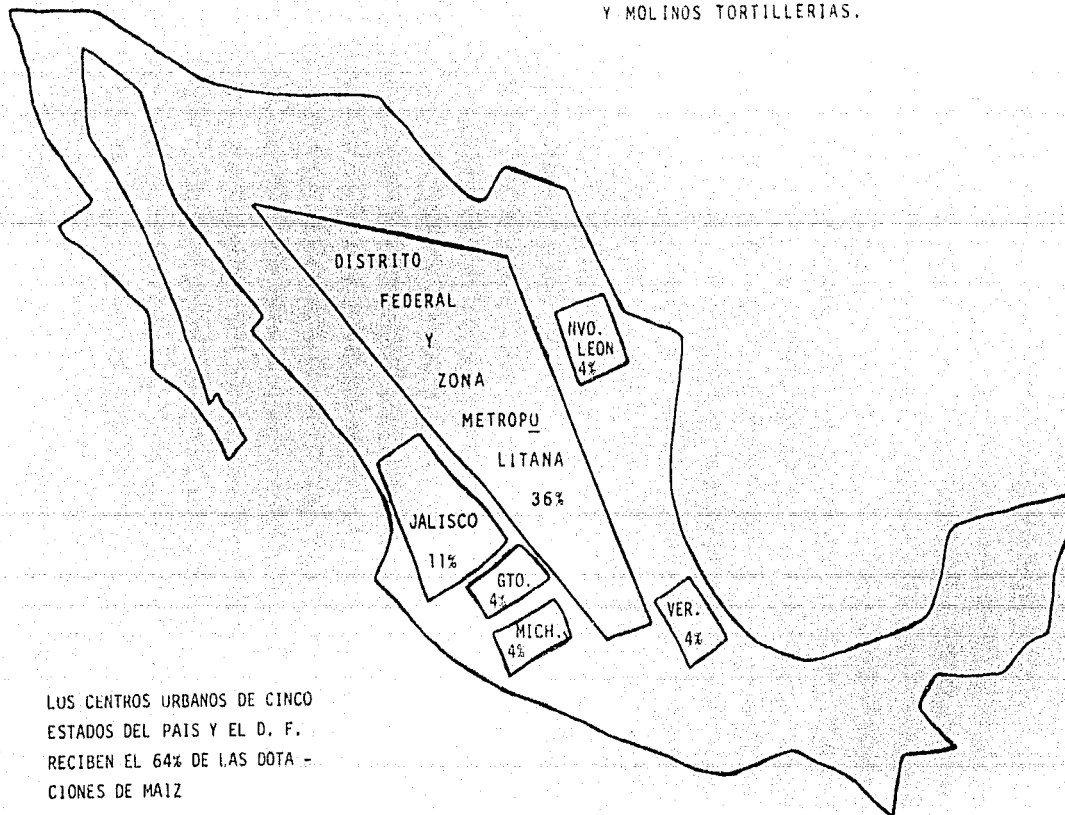 Y MOLINOS TORTILLERIAS.
DISTRITO
FEDERAL
Y
ZONA
METROPU
LITANA
36%
NVO.
LEON
4%
JALISCO
11%
GTO.
4%
MICH.
4%
VER.
4%
LOS CENTROS URBANOS DE CINCO
ESTADOS DEL PAIS Y EL D. F.
RECIBEN EL 64% DE LAS DOTA -
CIONES DE MAIZ